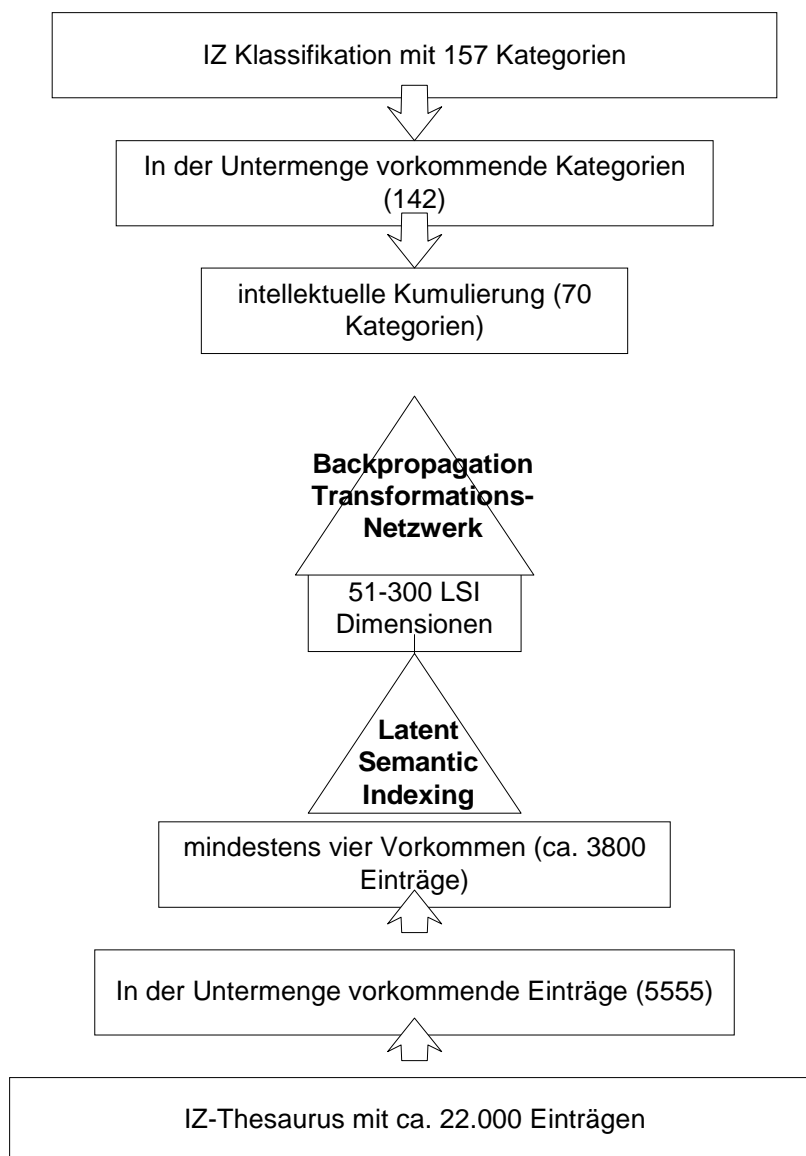 IZ Klassifikation mit 157 Kategorien
In der Untermenge vorkommende Kategorien
(142)
intellektuelle Kumulierung (70
Kategorien)
Backpropagation
Transformations-
Netzwerk
51-300 LSI
Dimensionen
Latent
Semantic
Indexing
mindestens vier Vorkommen (ca. 3800
Einträge)
In der Untermenge vorkommende Einträge (5555)
IZ-Thesaurus mit ca. 22.000 Einträgen